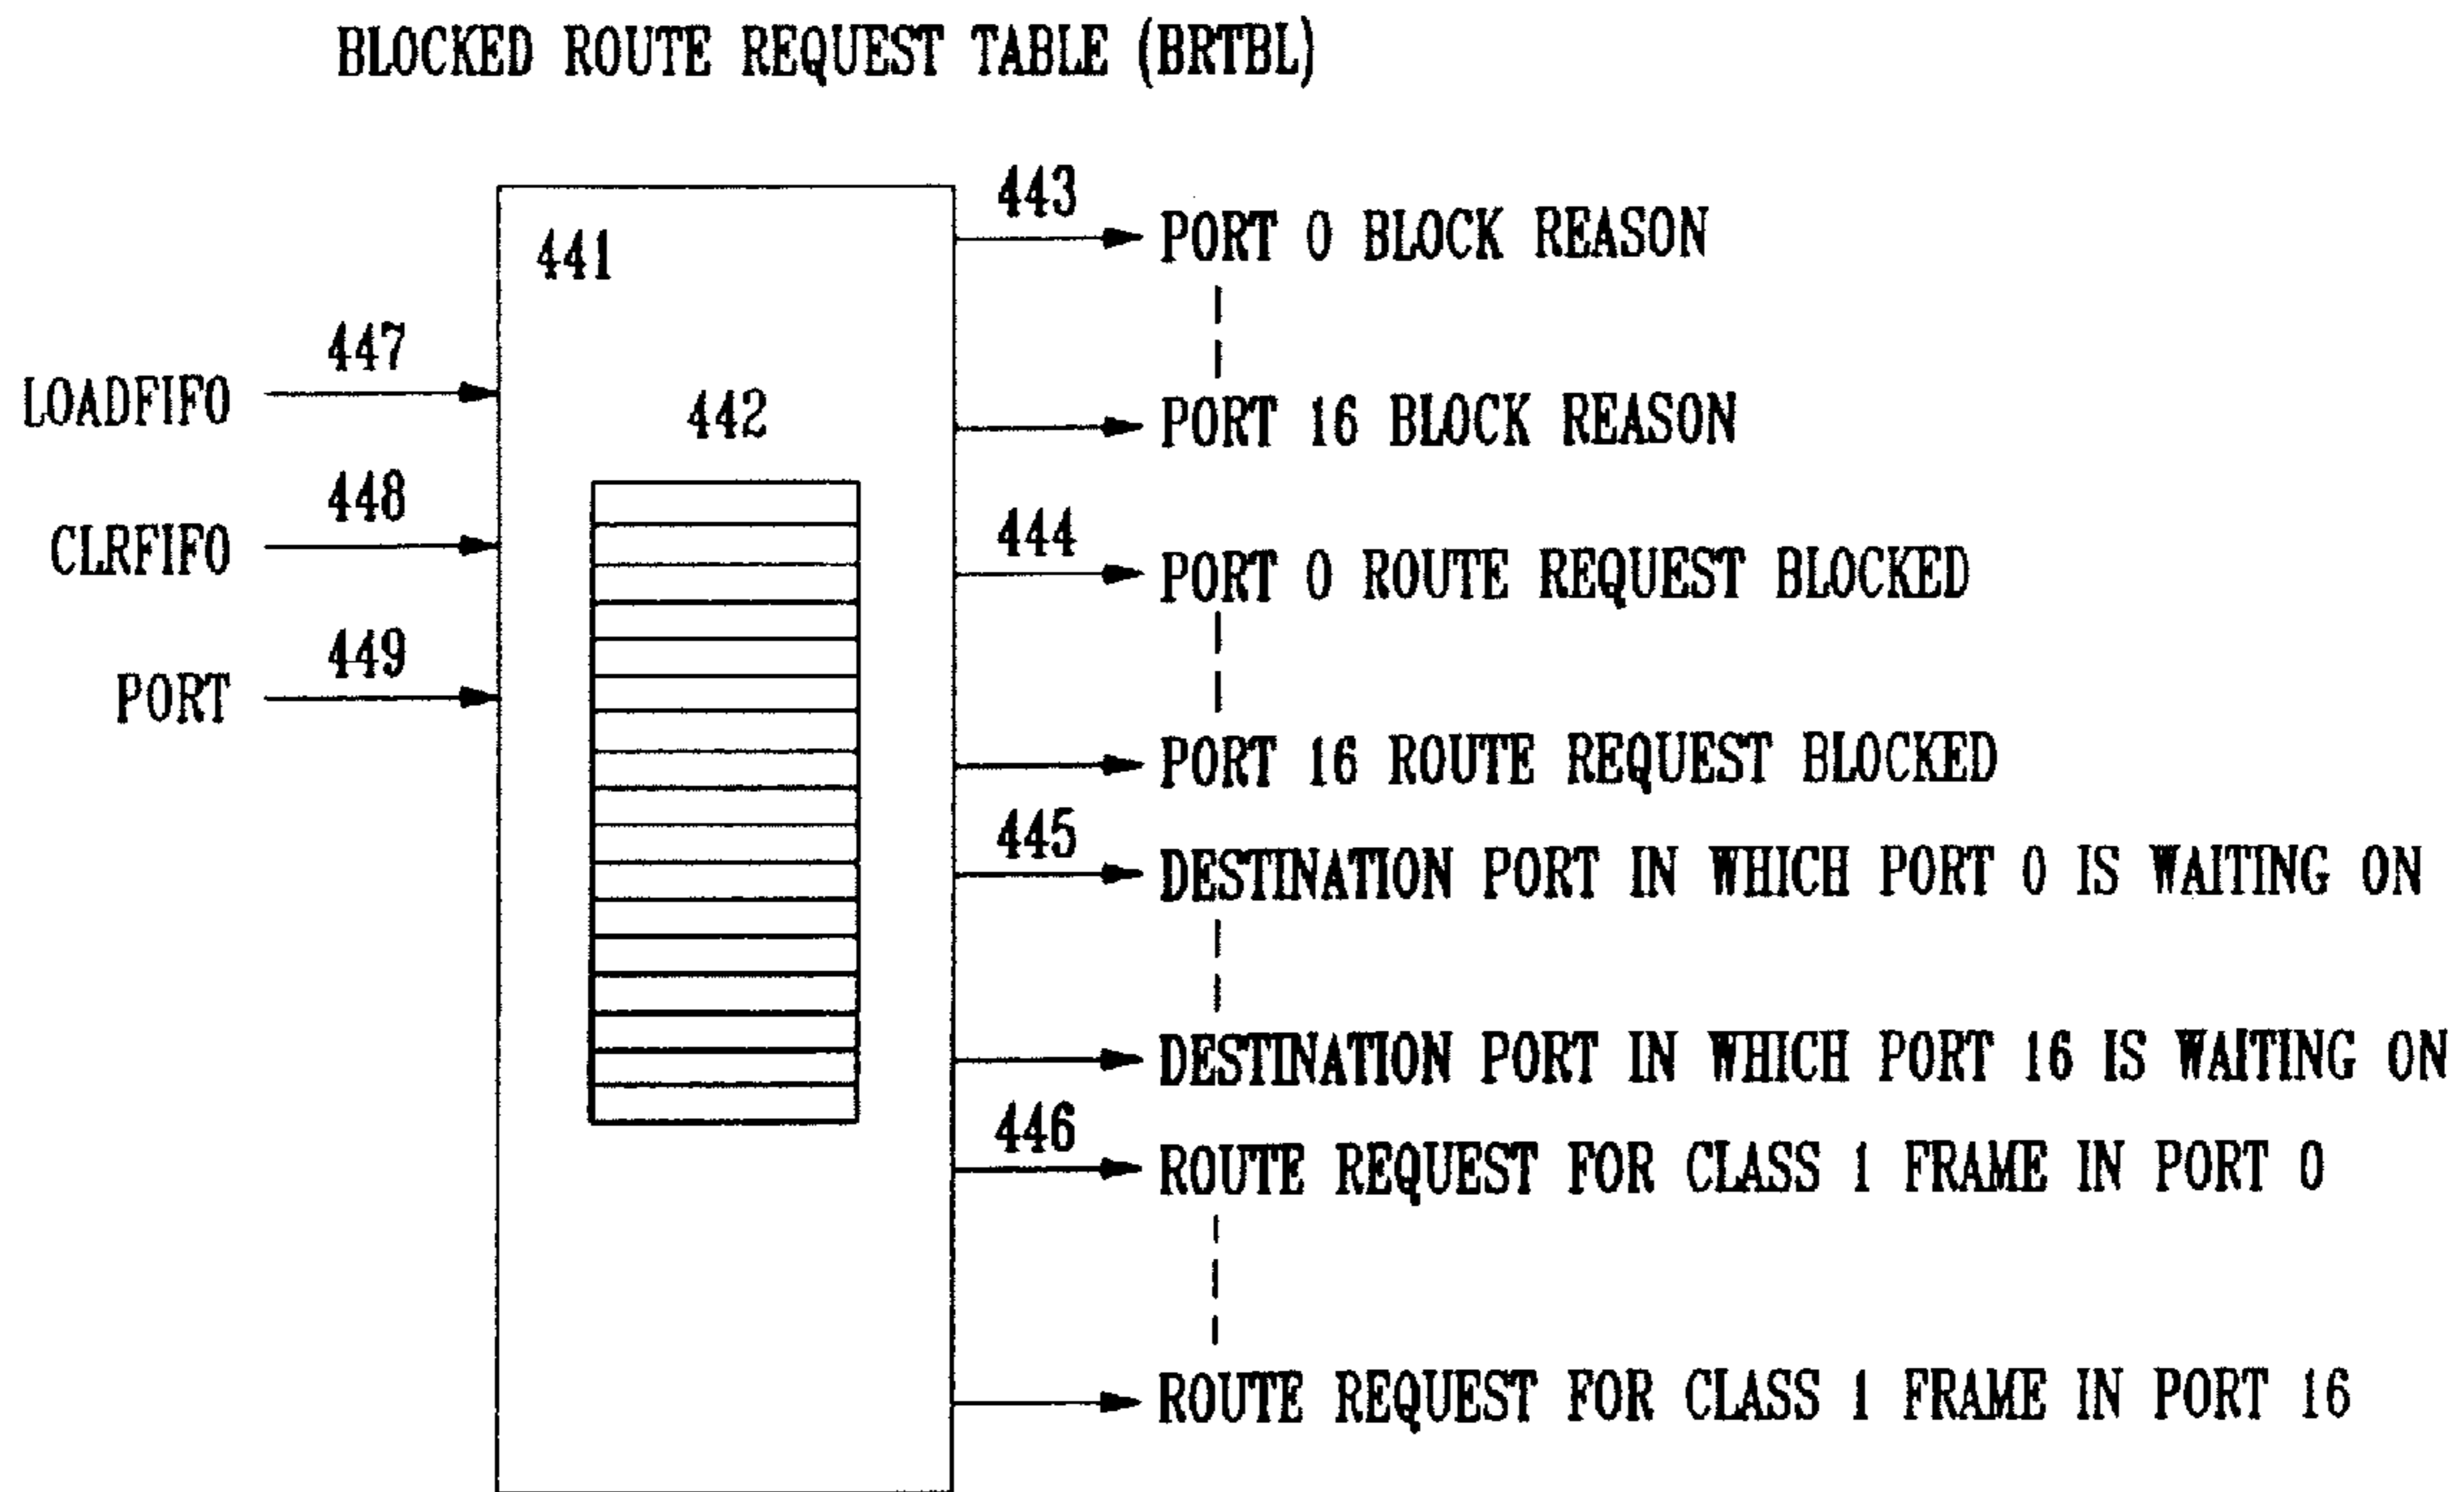 BLOCKED ROUTE REQUEST TABLE (BRTBL)
441
442
LOADFIFO 447
CLRFIFO 448
PORT 449
443 PORT 0 BLOCK REASON
PORT 16 BLOCK REASON
444 PORT 0 ROUTE REQUEST BLOCKED
PORT 16 ROUTE REQUEST BLOCKED
445 DESTINATION PORT IN WHICH PORT 0 IS WAITING ON
DESTINATION PORT IN WHICH PORT 16 IS WAITING ON
446 ROUTE REQUEST FOR CLASS 1 FRAME IN PORT 0
ROUTE REQUEST FOR CLASS 1 FRAME IN PORT 16